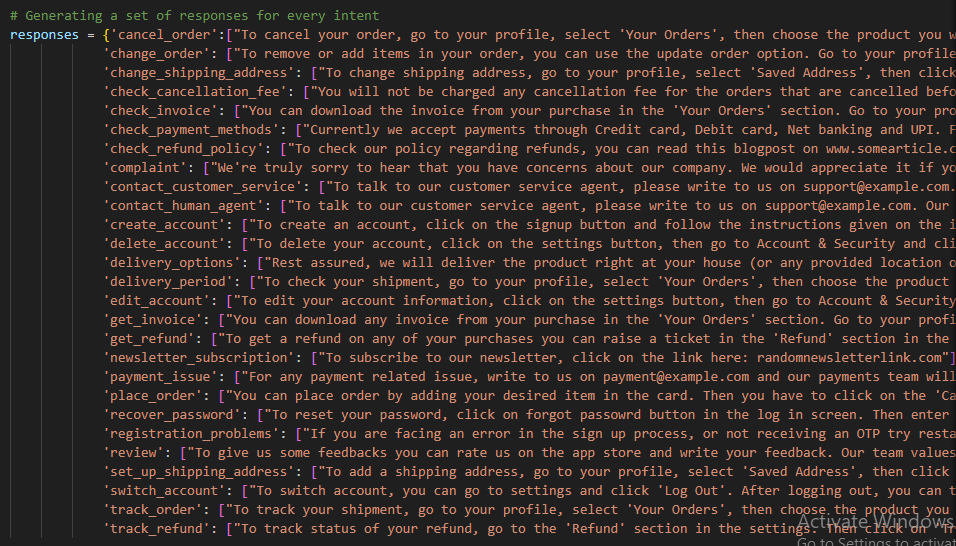 # Generating a set of responses for every intent
responses = {'cancel_order':["To cancel your order, go to your profile, select 'Your Orders', then choose the product you w
'change_order': ["To remove or add items in your order, you can use the update order option. Go to your profile
'change_shipping_address': ["To change shipping address, go to your profile, select 'Saved Address', then click
'check_cancellation_fee': ["You will not be charged any cancellation fee for the orders that are cancelled befo
'check_invoice': ["You can download the invoice from your purchase in the 'Your Orders' section. Go to your pro
'check_payment_methods': ["Currently we accept payments through Credit card, Debit card, Net banking and UPI. F
'check_refund_policy': ["To check our policy regarding refunds, you can read this blogpost on www.somearticle.c
'complaint': ["We're truly sorry to hear that you have concerns about our company. We would appreciate it if yo
'contact_customer_service': ["To talk to our customer service agent, please write to us on support@example.com.
'contact_human_agent': ["To talk to our customer service agent, please write to us on support@example.com. Our
'create_account': ["To create an account, click on the signup button and follow the instructions given on the i
'delete_account': ["To delete your account, click on the settings button, then go to Account & Security and cli
'delivery_options': ["Rest assured, we will deliver the product right at your house (or any provided location o
'delivery_period': ["To check your shipment, go to your profile, select 'Your Orders', then choose the product
'edit_account': ["To edit your account information, click on the settings button, then go to Account & Security
'get_invoice': ["You can download any invoice from your purchase in the 'Your Orders' section. Go to your profi
'get_refund': ["To get a refund on any of your purchases you can raise a ticket in the 'Refund' section in the
'newsletter_subscription': ["To subscribe to our newsletter, click on the link here: randomnewsletterlink.com"]
'payment_issue': ["For any payment related issue, write to us on payment@example.com and our payments team will
'place_order': ["You can place order by adding your desired item in the card. Then you have to click on the 'Ca
'recover_password': ["To reset your password, click on forgot passowrd button in the log in screen. Then enter
'registration_problems': ["If you are facing an error in the sign up process, or not receiving an OTP try resta
'review': ["To give us some feedbacks you can rate us on the app store and write your feedback. Our team values
'set_up_shipping_address': ["To add a shipping address, go to your profile, select 'Saved Address', then click
'switch_account': ["To switch account, you can go to settings and click 'Log Out'. After logging out, you can t
'track_order': ["To track your shipment, go to your profile, select 'Your Orders', then choose the product you
'track_refund': ["To track status of your refund, go to the 'Refund' section in the settings. Then click on 'Tr
Activate Windows
Go to Settings to activat